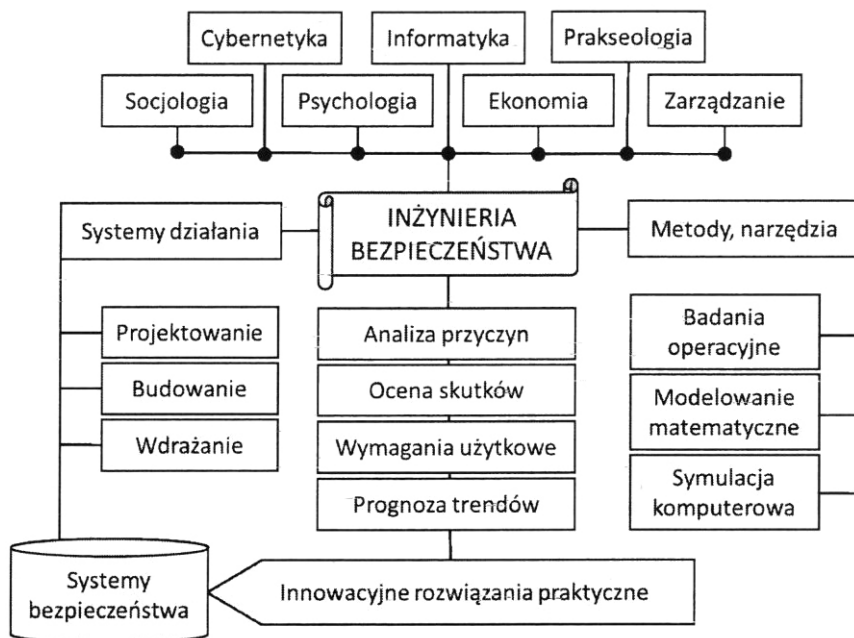 Cybernetyka
Informatyka
Prakseologia
Socjologia
Psychologia
Ekonomia
Zarządzanie
Systemy działania
INŻYNIERIA
BEZPIECZEŃSTWA
Metody, narzędzia
Projektowanie
Budowanie
Wdrażanie
Analiza przyczyn
Ocena skutków
Wymagania użytkowe
Prognoza trendów
Badania
operacyjne
Modelowanie
matematyczne
Symulacja
komputerowa
Systemy
bezpieczeństwa
Innowacyjne rozwiązania praktyczne